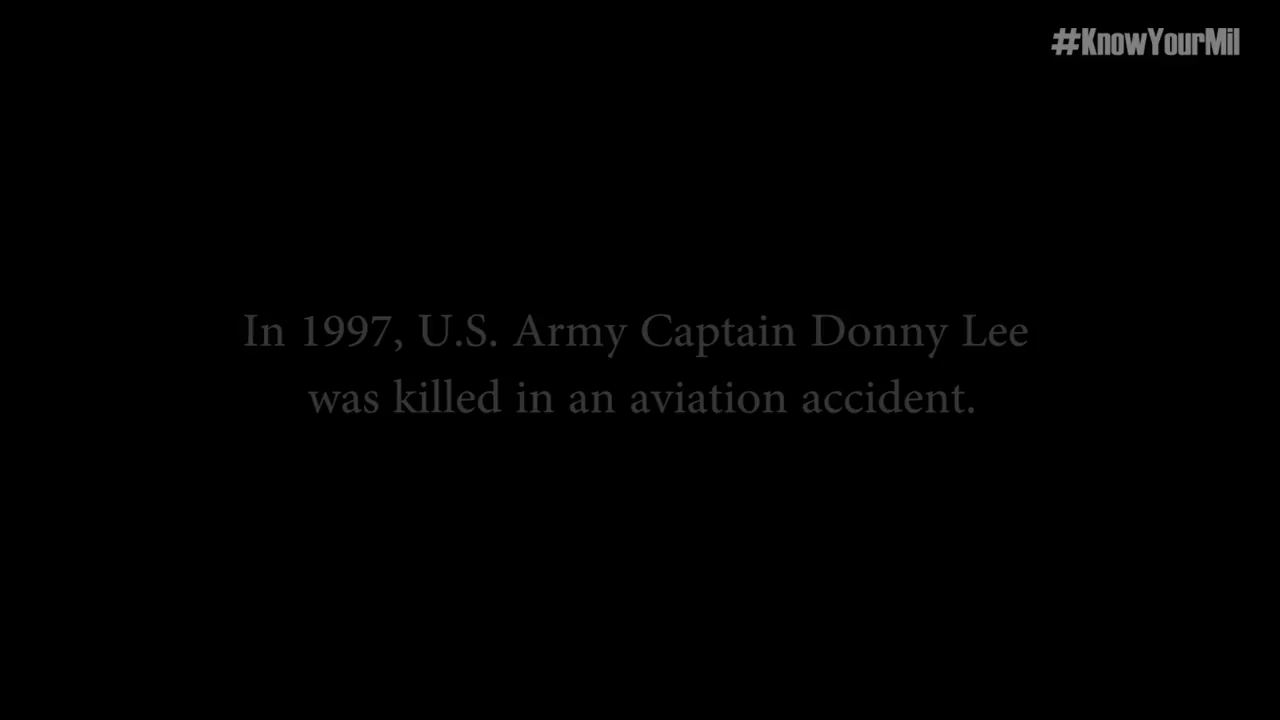 #KnowYourMil
In 1997, U.S. Army Captain Donny Lee
was killed in an aviation accident.